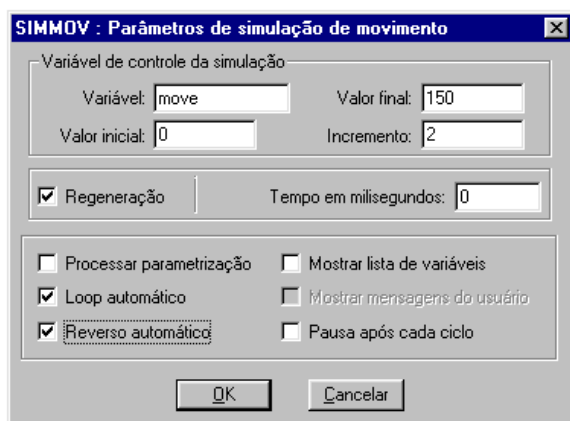 SIMMOV : Parâmetros de simulação de movimento
Variável de controle da simulação
Variável: move Valor final: 150
Valor inicial: 0 Incremento: 2
Regeneração Tempo em milisegundos: 0
Processar parametrização Mostrar lista de variáveis
Loop automático Mostrar mensagens do usuário
Reverso automático Pausa após cada ciclo
OK Cancelar